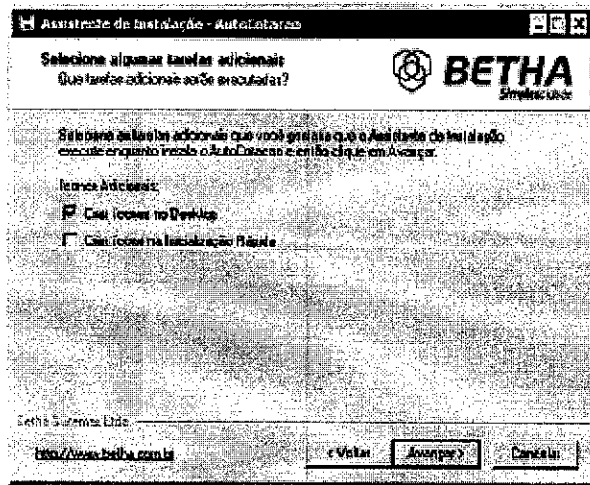 Assistente de Instalação - AutoCotacao
Selecione algumas tarefas adicionais
Que tarefas adicionais serão executadas?
BETHA
Selecione as tarefas adicionais que você gostaria que o Assistente de Instalação
execute enquanto instala o AutoCotacao e então clique em Avançar.
Ícones Adicionais:
Criar ícones no Desktop
Criar ícones na Inicialização Rápida
Betha Sistemas Ltda.
http://www.betha.com.br
< Voltar
Avançar >
Cancelar